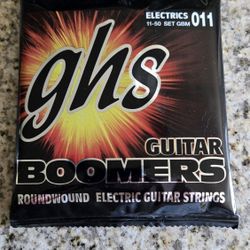 ELECTRICS 011
11-50 SET GBM
ghs
GUITAR
BOOMERS
ROUNDWOUND ELECTRIC GUITAR STRINGS